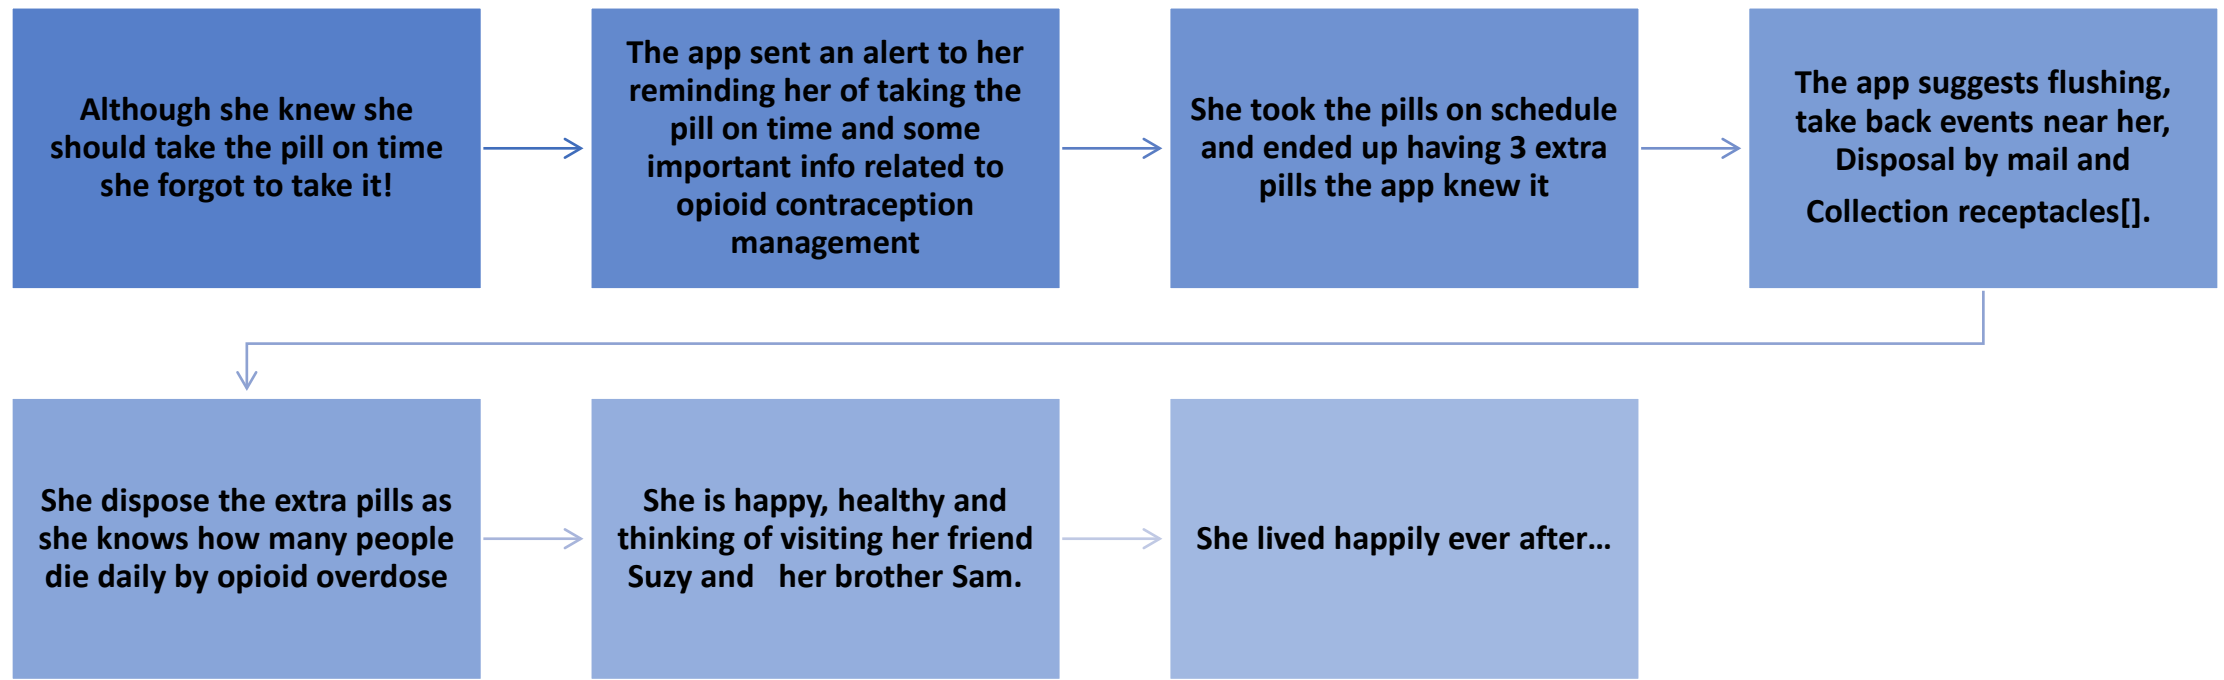 Although she knew she
should take the pill on time
she forgot to take it!
The app sent an alert to her
reminding her of taking the
pill on time and some
important info related to
opioid contraception
management
She took the pills on schedule
and ended up having 3 extra
pills the app knew it
The app suggests flushing,
take back events near her,
Disposal by mail and
Collection receptacles[].
She dispose the extra pills as
she knows how many people
die daily by opioid overdose
She is happy, healthy and
thinking of visiting her friend
Suzy and   her brother Sam.
She lived happily ever after…